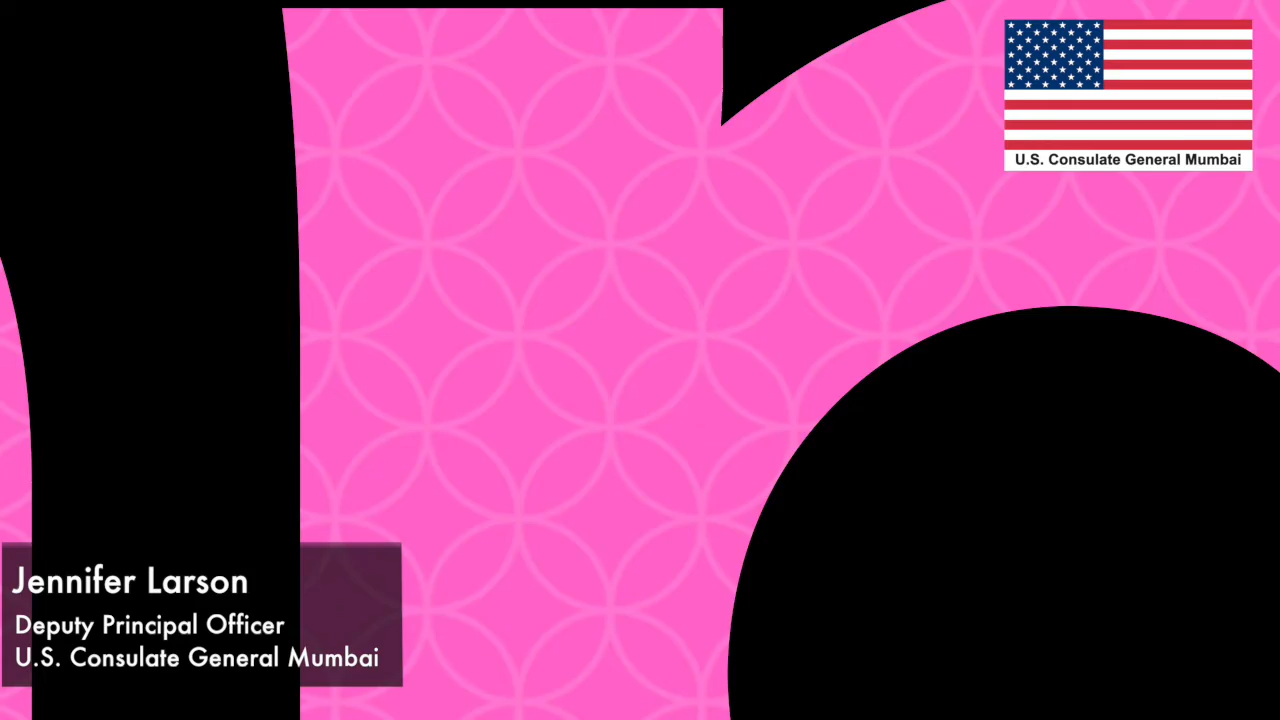 U.S. Consulate General Mumbai
Jennifer Larson
Deputy Principal Officer
U.S. Consulate General Mumbai